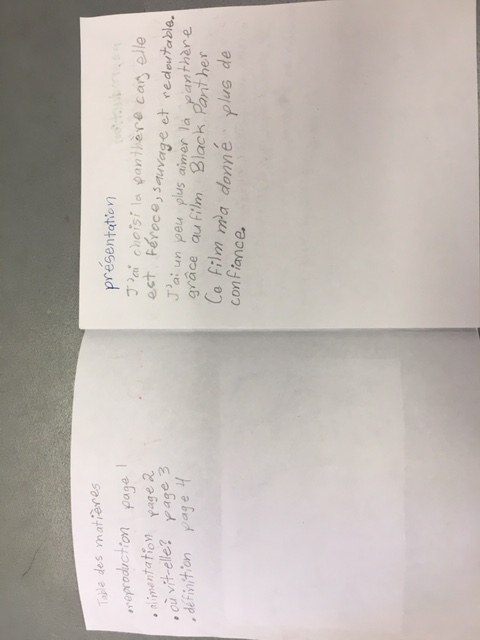 Table des matières
•reproduction page 1
•alimentation page 2
•où vit-elle? page 3
•définition page 4
présentation
J'ai choisi la panthère car, elle
est féroce, sauvage et redoutable.
J'ai un peu plus aimer la panthère
grâce au film Black Panther
Ce film m'a donné plus de
confiance.